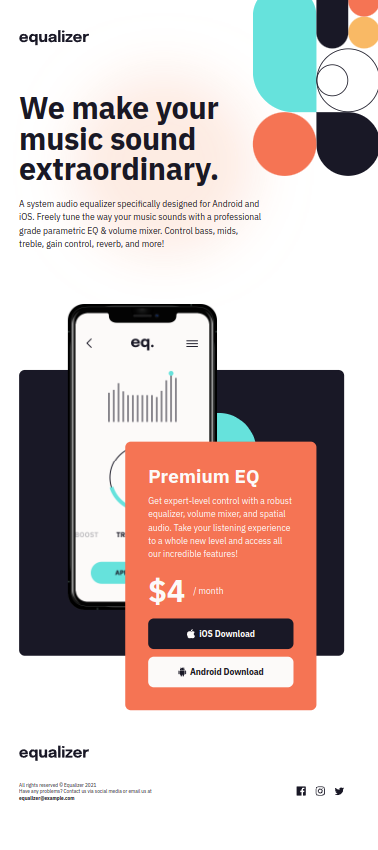 equalizer
We make your
music sound
extraordinary.
A system audio equalizer specifically designed for Android and
iOS. Freely tune the way your music sounds with a professional
grade parametric EQ & volume mixer. Control bass, mids,
treble, gain control, reverb, and more!
eq.
BOOST TR
APP
Premium EQ
Get expert-level control with a robust
equalizer, volume mixer, and spatial
audio. Take your listening experience
to a whole new level and access all
our incredible features!
$4 / month
iOS Download
Android Download
equalizer
All rights reserved © Equalizer 2021
Have any problems? Contact us via social media or email us at
equalizer@example.com